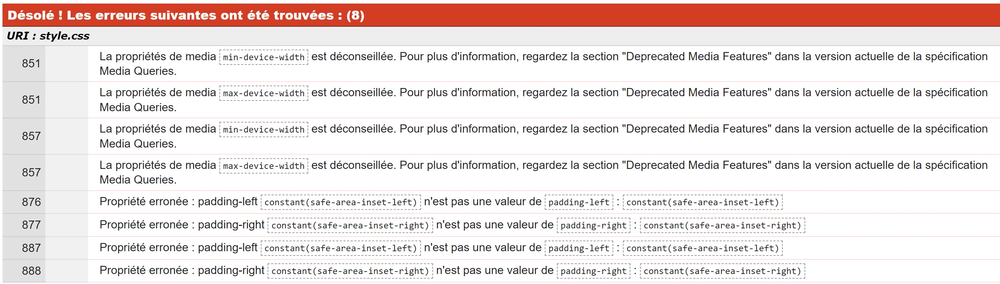 Désolé ! Les erreurs suivantes ont été trouvées : (8)
URI : style.css
851 La propriétés de media min-device-width est déconseillée. Pour plus d'information, regardez la section "Deprecated Media Features" dans la version actuelle de la spécification
Media Queries.
851 La propriétés de media max-device-width est déconseillée. Pour plus d'information, regardez la section "Deprecated Media Features" dans la version actuelle de la spécification
Media Queries.
857 La propriétés de media min-device-width est déconseillée. Pour plus d'information, regardez la section "Deprecated Media Features" dans la version actuelle de la spécification
Media Queries.
857 La propriétés de media max-device-width est déconseillée. Pour plus d'information, regardez la section "Deprecated Media Features" dans la version actuelle de la spécification
Media Queries.
876 Propriété erronée : padding-left constant(safe-area-inset-left) n'est pas une valeur de padding-left : constant(safe-area-inset-left)
877 Propriété erronée : padding-right constant(safe-area-inset-right) n'est pas une valeur de padding-right : constant(safe-area-inset-right)
887 Propriété erronée : padding-left constant(safe-area-inset-left) n'est pas une valeur de padding-left : constant(safe-area-inset-left)
888 Propriété erronée : padding-right constant(safe-area-inset-right) n'est pas une valeur de padding-right : constant(safe-area-inset-right)